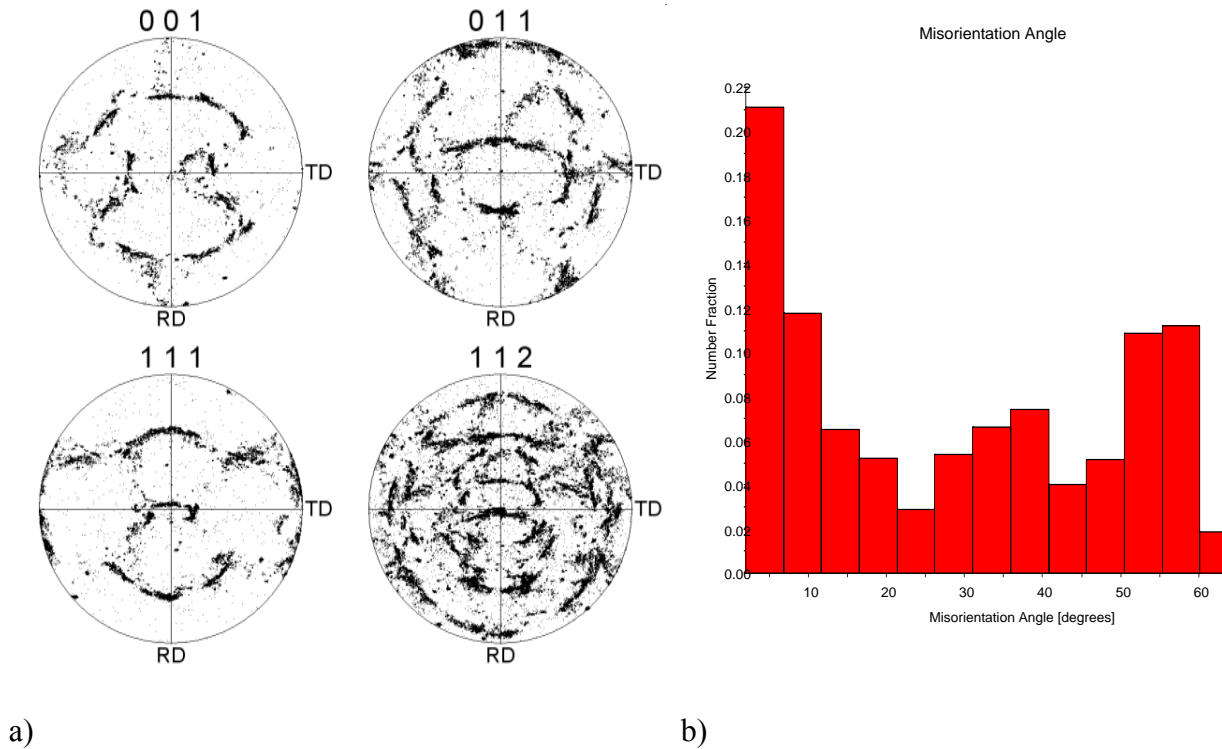 0 0 1
0 1 1
TD
TD
RD
RD
1 1 1
1 1 2
TD
TD
RD
RD
a)
Misorientation Angle
Number Fraction
0.22
0.20
0.18
0.16
0.14
0.12
0.10
0.08
0.06
0.04
0.02
0.00
10 20 30 40 50 60
Misorientation Angle [degrees]
b)